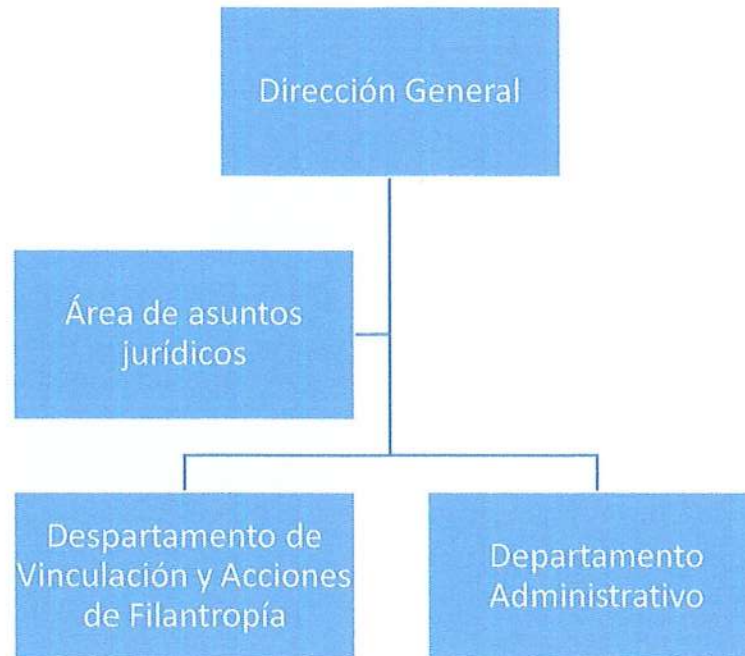 Dirección General
Área de asuntos
jurídicos
Despartamento de
Vinculación y Acciones
de Filantropía
Departamento
Administrativo